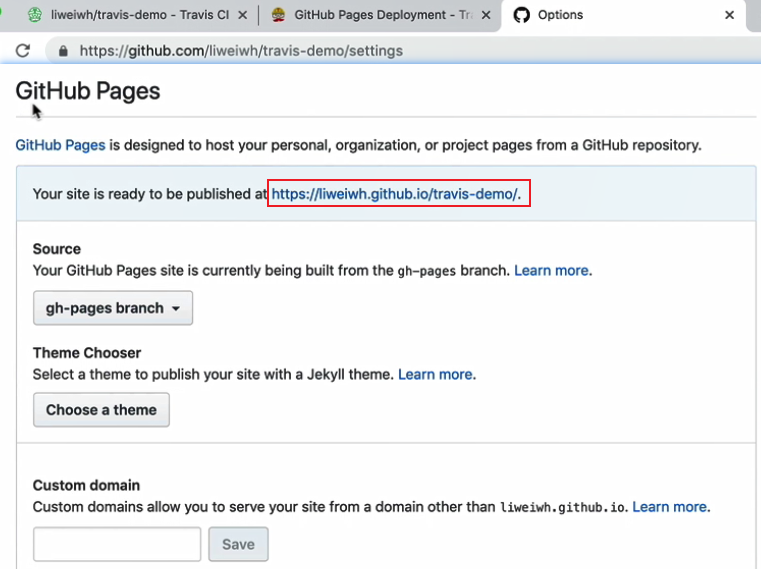 liweiwh/travis-demo - Travis CI
GitHub Pages Deployment - Tra
Options
https://github.com/liweiwh/travis-demo/settings
GitHub Pages
GitHub Pages is designed to host your personal, organization, or project pages from a GitHub repository.
Your site is ready to be published at https://liweiwh.github.io/travis-demo/.
Source
Your GitHub Pages site is currently being built from the gh-pages branch. Learn more.
gh-pages branch
Theme Chooser
Select a theme to publish your site with a Jekyll theme. Learn more.
Choose a theme
Custom domain
Custom domains allow you to serve your site from a domain other than liweiwh.github.io. Learn more.
Save